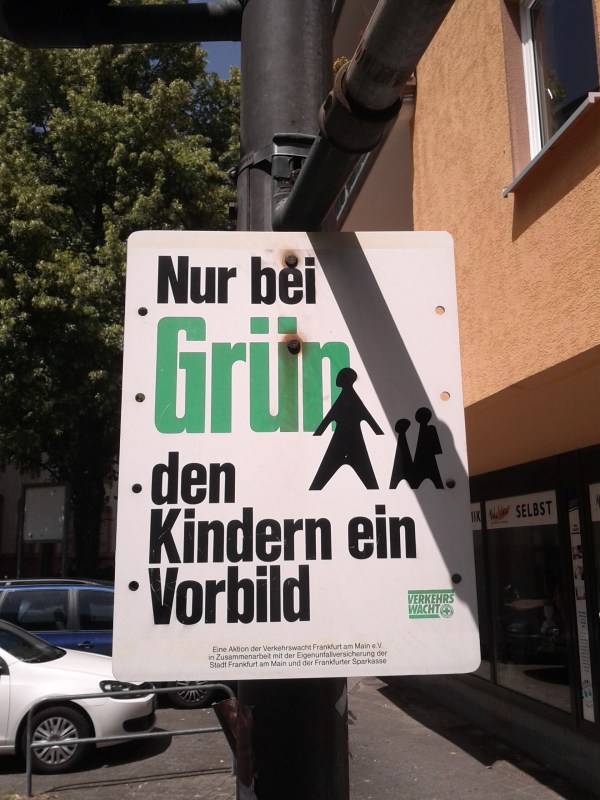 Nur bei
Grün
den
Kindern ein
Vorbild
VERKEHRS
WACHT
Eine Aktion der Verkehrswacht Frankfurt am Main e.V.
in Zusammenarbeit mit der Eigenunfallversicherung der
Stadt Frankfurt am Main und der Frankfurter Sparkasse
SELBST